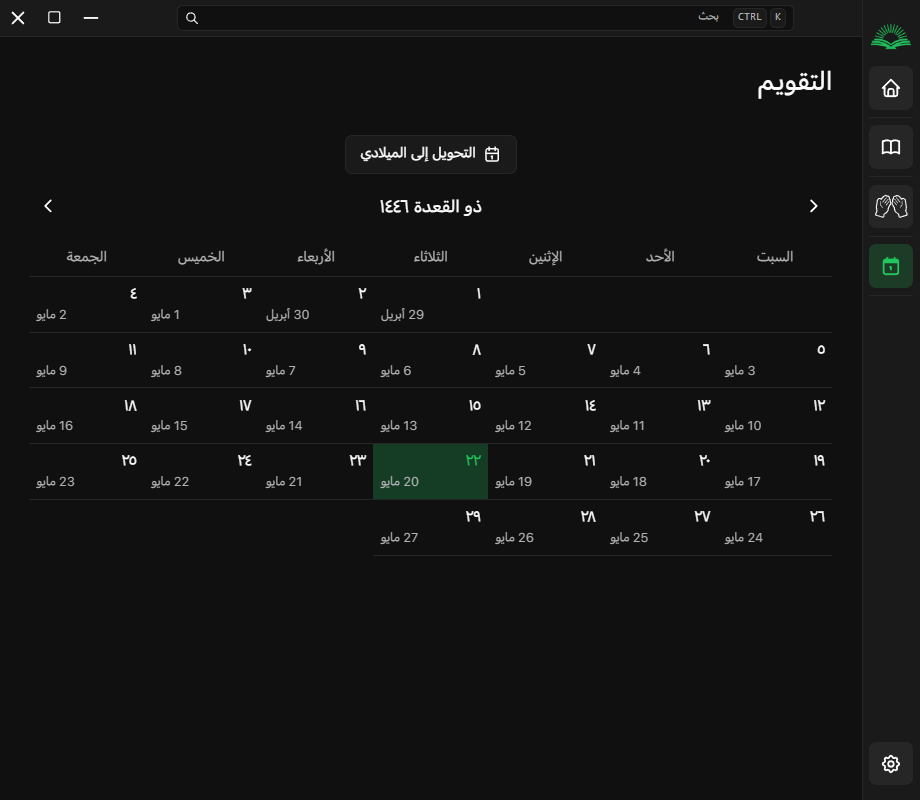 بحث CTRL K
التقويم
التحويل إلى الميلادي
ذو القعدة ١٤٤٦
السبت الأحد الإثنين الثلاثاء الأربعاء الخميس الجمعة
١ ٢ ٣ ٤
29 أبريل 30 أبريل 1 مايو 2 مايو
٥ ٦ ٧ ٨ ٩ ١٠ ١١
3 مايو 4 مايو 5 مايو 6 مايو 7 مايو 8 مايو 9 مايو
١٢ ١٣ ١٤ ١٥ ١٦ ١٧ ١٨
10 مايو 11 مايو 12 مايو 13 مايو 14 مايو 15 مايو 16 مايو
١٩ ٢٠ ٢١ ٢٢ ٢٣ ٢٤ ٢٥
17 مايو 18 مايو 19 مايو 20 مايو 21 مايو 22 مايو 23 مايو
٢٦ ٢٧ ٢٨ ٢٩
24 مايو 25 مايو 26 مايو 27 مايو